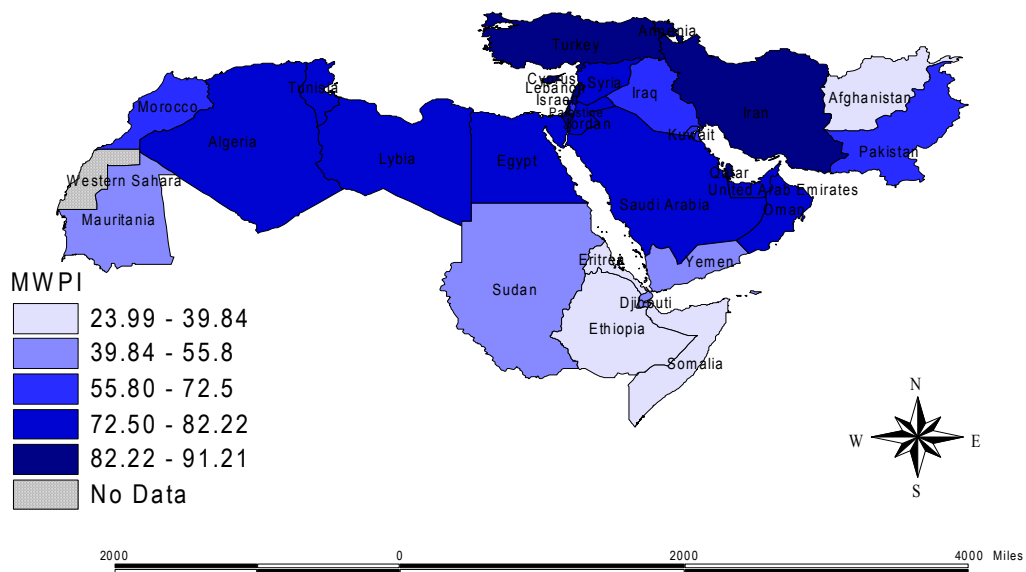 Armenia
Turkey
Cyprus
Syria
Tunisia
Lebanon
Iraq
Israel
Afghanistan
Morocco
Palestine
Iran
Jordan
Kuwait
Algeria
Pakistan
Lybia
Egypt
Qatar
Western Sahara
United Arab Emirates
Saudi Arabia
Oman
Mauritania
Eritrea
Yemen
Sudan
Djibouti
Ethiopia
Somalia
MWPI
23.99 - 39.84
39.84 - 55.8
55.80 - 72.5
72.50 - 82.22
82.22 - 91.21
No Data
N
W E
S
2000 0 2000 4000 Miles